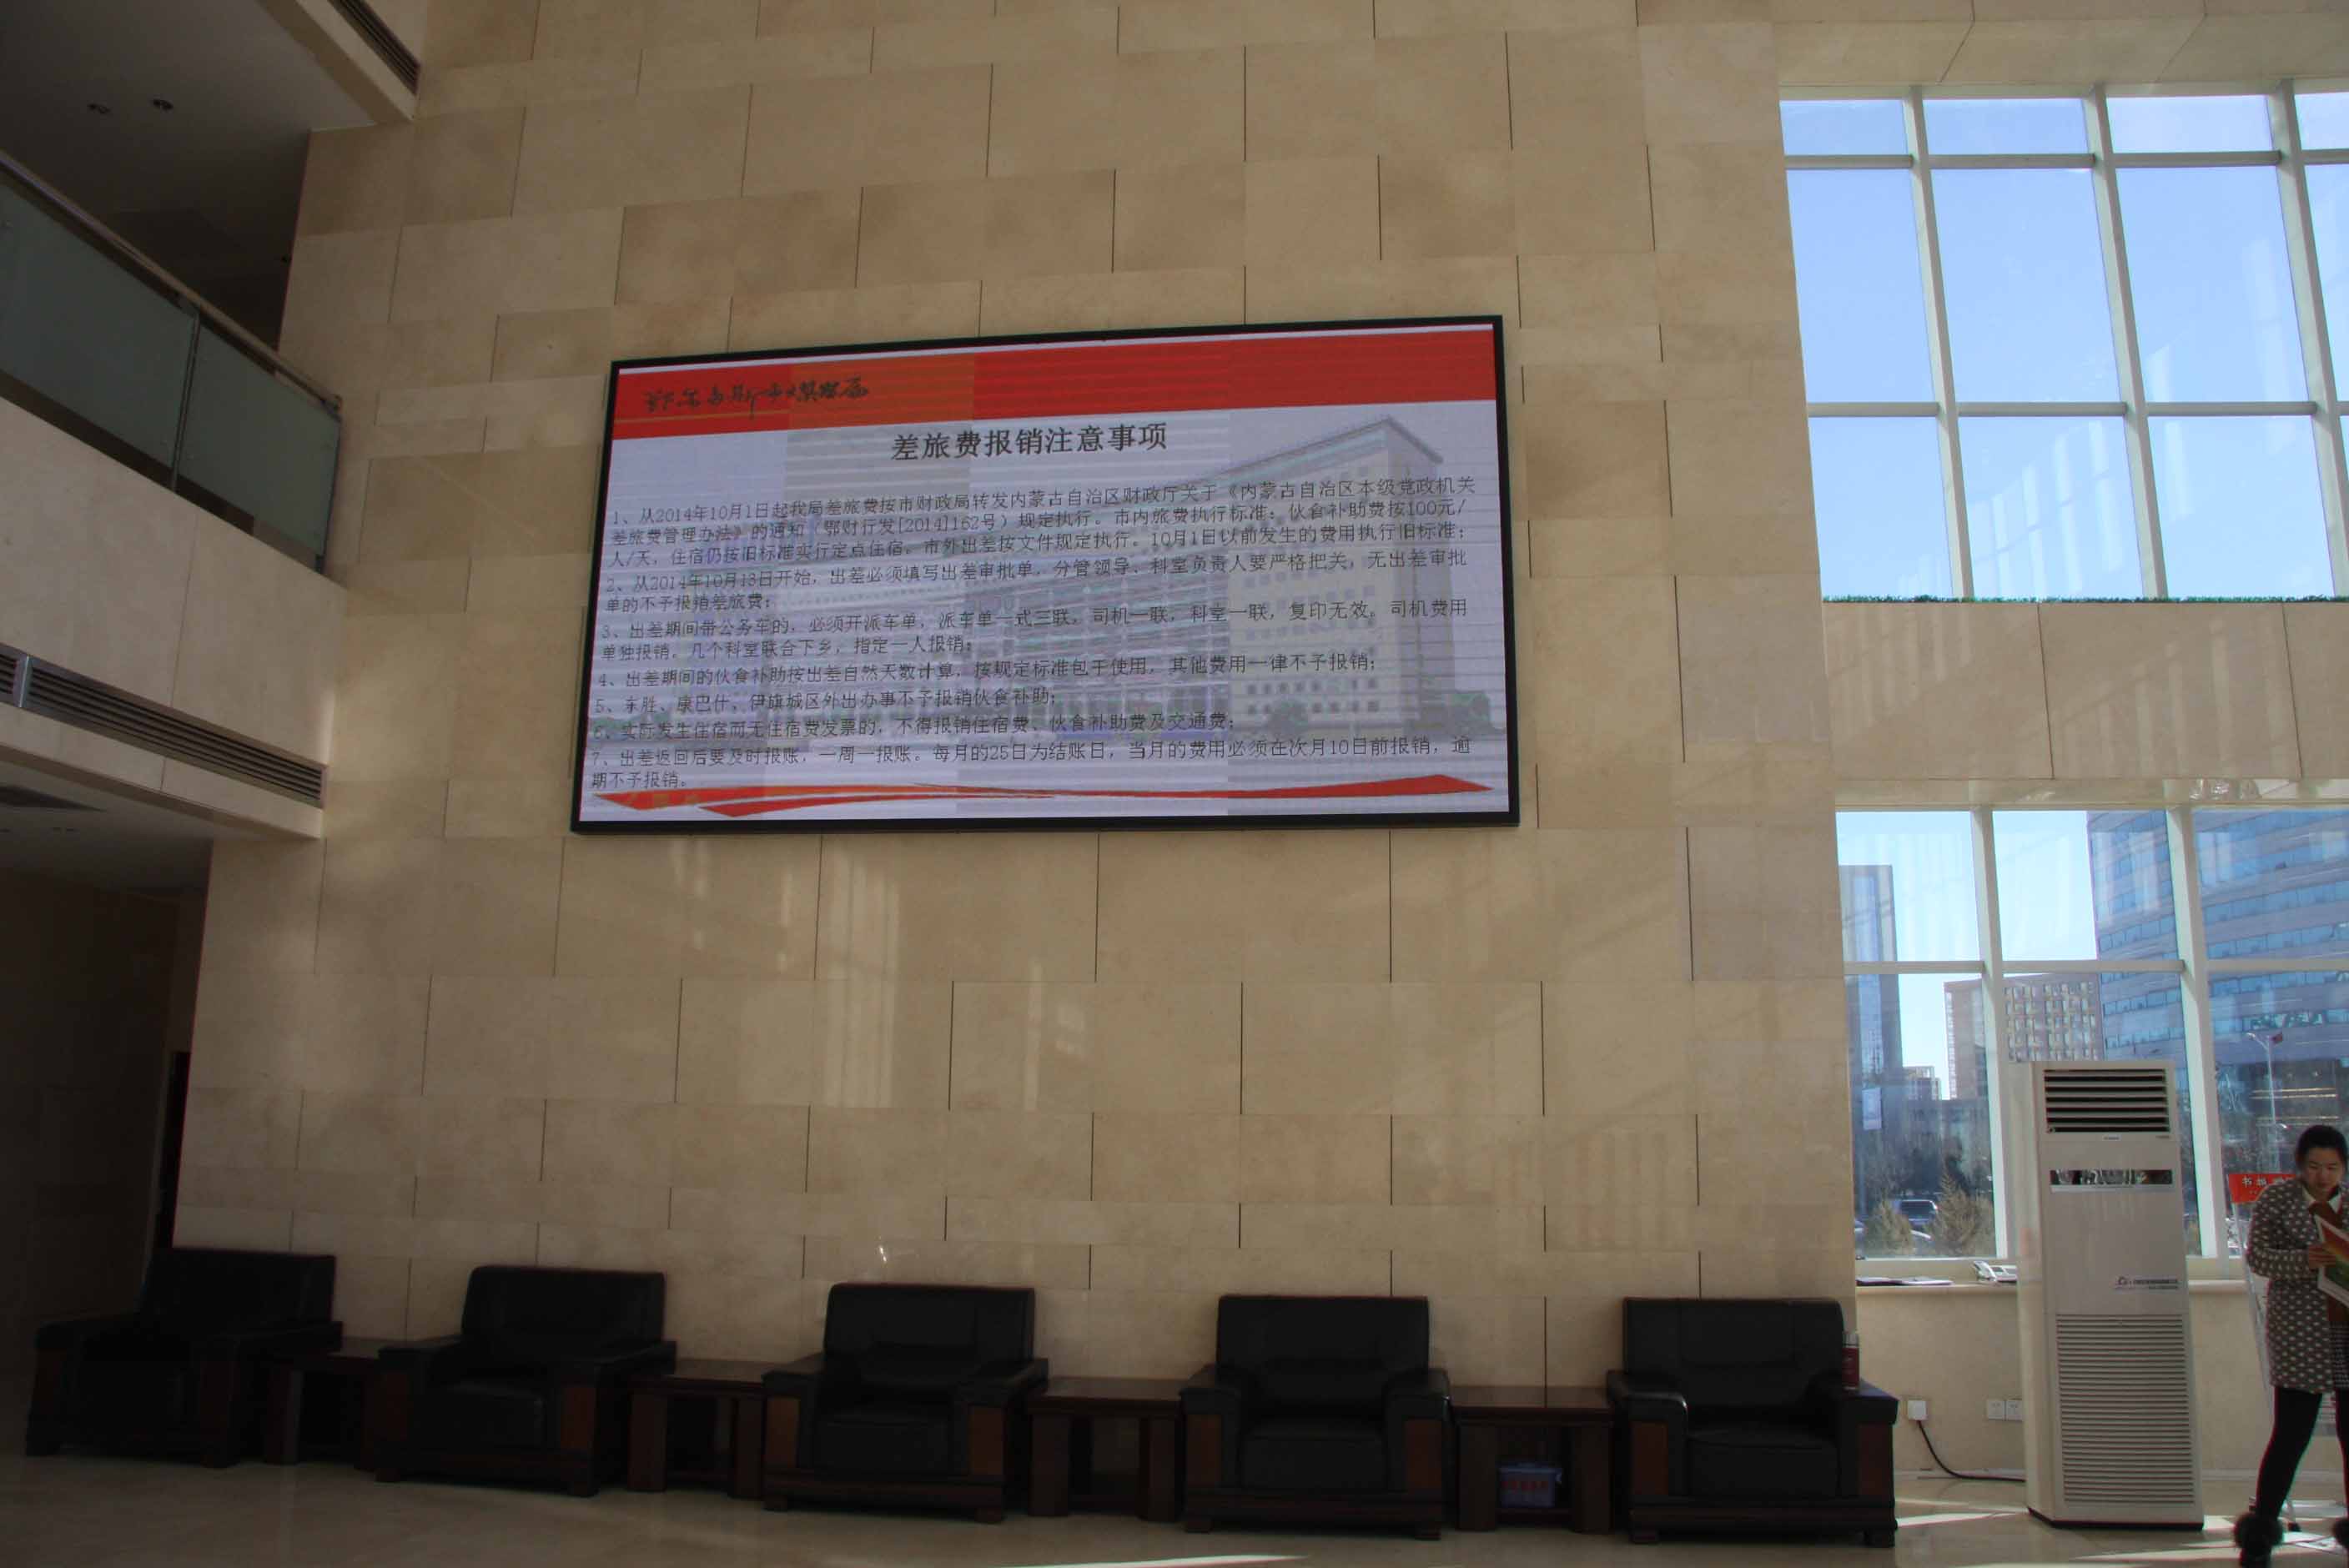 鄂尔多斯市煤炭局
差旅费报销注意事项
1、从2014年10月1日起我局差旅费按市财政局转发内蒙古自治区财政厅关于《内蒙古自治区本级党政机关
差旅费管理办法》的通知（鄂财行发[2014]162号）规定执行。市内旅费执行标准：伙食补助费按100元/
人/天，住宿仍按旧标准实行定点住宿。市外出差按文件规定执行。10月1日以前发生的费用执行旧标准；
2、从2014年10月13日开始，出差必须填写出差审批单，分管领导、科室负责人要严格把关，无出差审批
单的不予报销差旅费；
3、出差期间带公务车的，必须开派车单，派车单一式三联，司机一联，科室一联，复印无效。司机费用
单独报销，几个科室联合下乡，指定一人报销；
4、出差期间的伙食补助按出差自然天数计算，按规定标准包干使用，其他费用一律不予报销；
5、东胜、康巴什、伊旗城区外出办事不予报销伙食补助；
6、实际发生住宿而无住宿费发票的，不得报销住宿费、伙食补助费及交通费；
7、出差返回后要及时报账，一周一报账。每月的25日为结账日，当月的费用必须在次月10日前报销，逾
期不予报销。